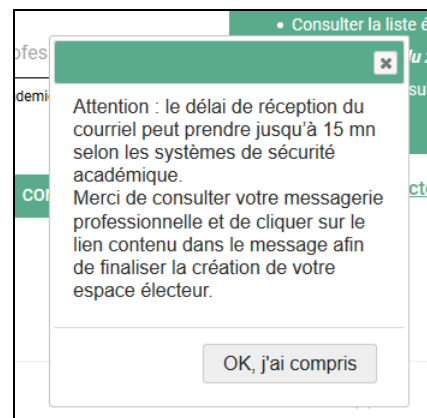 • Consulter la liste
Attention : le délai de réception du
courriel peut prendre jusqu'à 15 mn
selon les systèmes de sécurité
académique.
Merci de consulter votre messagerie
professionnelle et de cliquer sur le
lien contenu dans le message afin
de finaliser la création de votre
espace électeur.
OK, j'ai compris